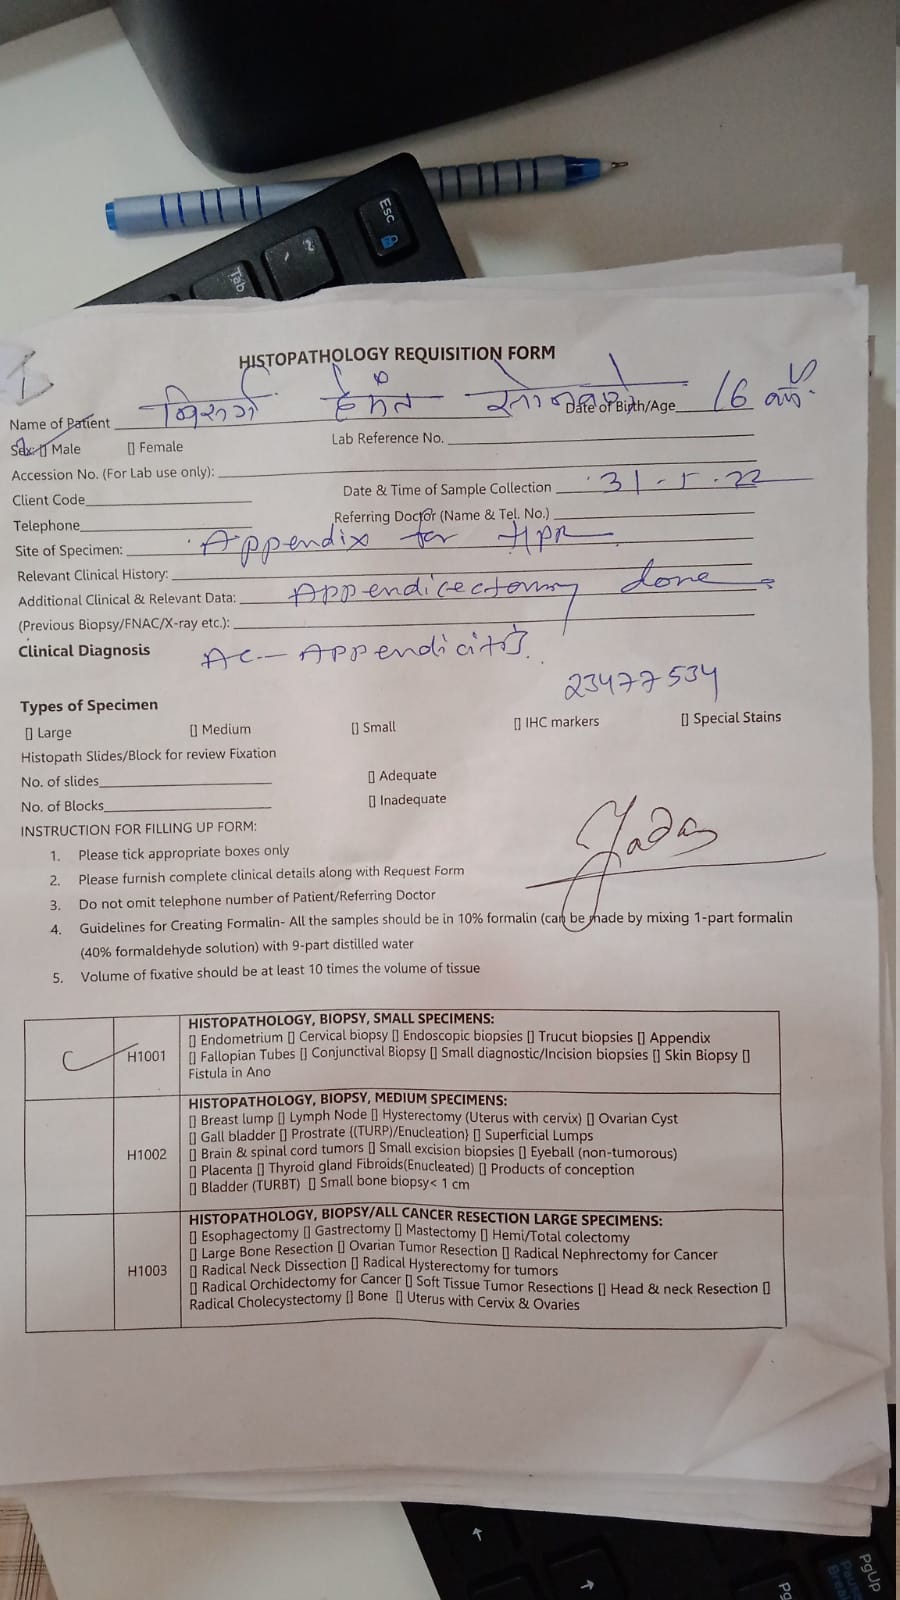 HISTOPATHOLOGY REQUISITION FORM
Name of Patient Date of Birth/Age 16
Sex: [] Male [] Female Lab Reference No.
Accession No. (For Lab use only):
Client Code Date & Time of Sample Collection 31-5-22
Telephone Referring Doctor (Name & Tel. No.)
Site of Specimen: Appendix for HPR
Relevant Clinical History:
Additional Clinical & Relevant Data: Appendicectomy done
(Previous Biopsy/FNAC/X-ray etc.):
Clinical Diagnosis AC-Appendicitis
23477534
Types of Specimen
[] Large [] Medium [] Small [] IHC markers [] Special Stains
Histopath Slides/Block for review Fixation
No. of slides [] Adequate
No. of Blocks [] Inadequate
INSTRUCTION FOR FILLING UP FORM:
1. Please tick appropriate boxes only
2. Please furnish complete clinical details along with Request Form
3. Do not omit telephone number of Patient/Referring Doctor
4. Guidelines for Creating Formalin- All the samples should be in 10% formalin (can be made by mixing 1-part formalin
(40% formaldehyde solution) with 9-part distilled water
5. Volume of fixative should be at least 10 times the volume of tissue
HISTOPATHOLOGY, BIOPSY, SMALL SPECIMENS:
[] Endometrium [] Cervical biopsy [] Endoscopic biopsies [] Trucut biopsies [] Appendix
H1001 [] Fallopian Tubes [] Conjunctival Biopsy [] Small diagnostic/Incision biopsies [] Skin Biopsy []
Fistula in Ano
HISTOPATHOLOGY, BIOPSY, MEDIUM SPECIMENS:
[] Breast lump [] Lymph Node [] Hysterectomy (Uterus with cervix) [] Ovarian Cyst
[] Gall bladder [] Prostrate {(TURP)/Enucleation} [] Superficial Lumps
H1002 [] Brain & spinal cord tumors [] Small excision biopsies [] Eyeball (non-tumorous)
[] Placenta [] Thyroid gland Fibroids(Enucleated) [] Products of conception
[] Bladder (TURBT) [] Small bone biopsy< 1 cm
HISTOPATHOLOGY, BIOPSY/ALL CANCER RESECTION LARGE SPECIMENS:
[] Esophagectomy [] Gastrectomy [] Mastectomy [] Hemi/Total colectomy
[] Large Bone Resection [] Ovarian Tumor Resection [] Radical Nephrectomy for Cancer
H1003 [] Radical Neck Dissection [] Radical Hysterectomy for tumors
[] Radical Orchidectomy for Cancer [] Soft Tissue Tumor Resections [] Head & neck Resection []
Radical Cholecystectomy [] Bone [] Uterus with Cervix & Ovaries
Esc
Tab
PgUp